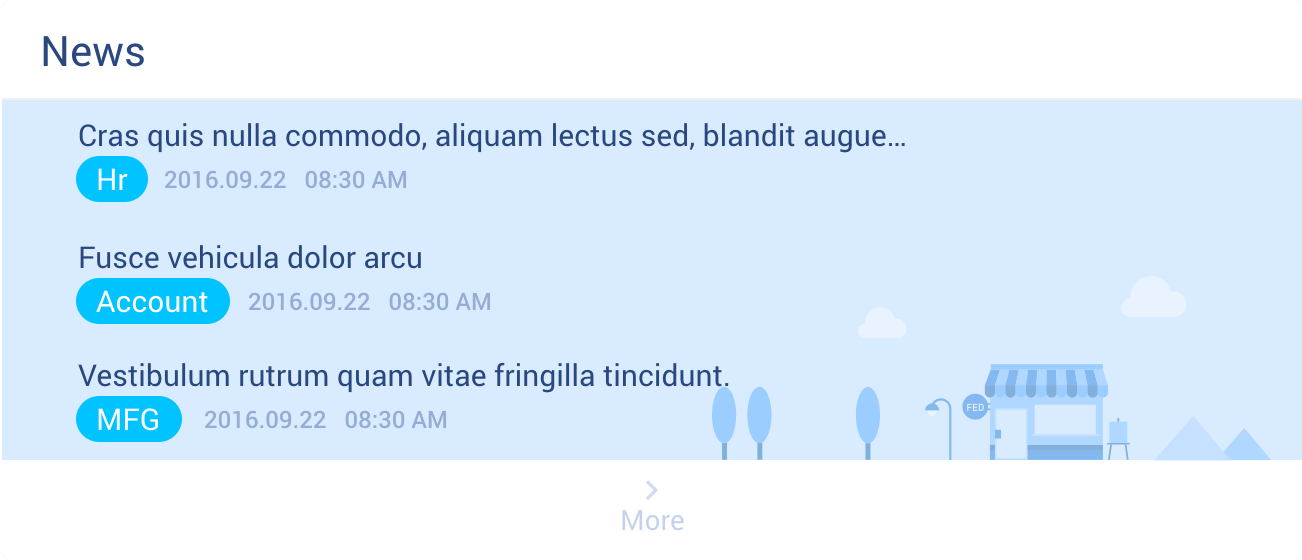 News
Cras quis nulla commodo, aliquam lectus sed, blandit augue...
Hr 2016.09.22 08:30 AM
Fusce vehicula dolor arcu
Account 2016.09.22 08:30 AM
Vestibulum rutrum quam vitae fringilla tincidunt.
MFG 2016.09.22 08:30 AM
FED
More